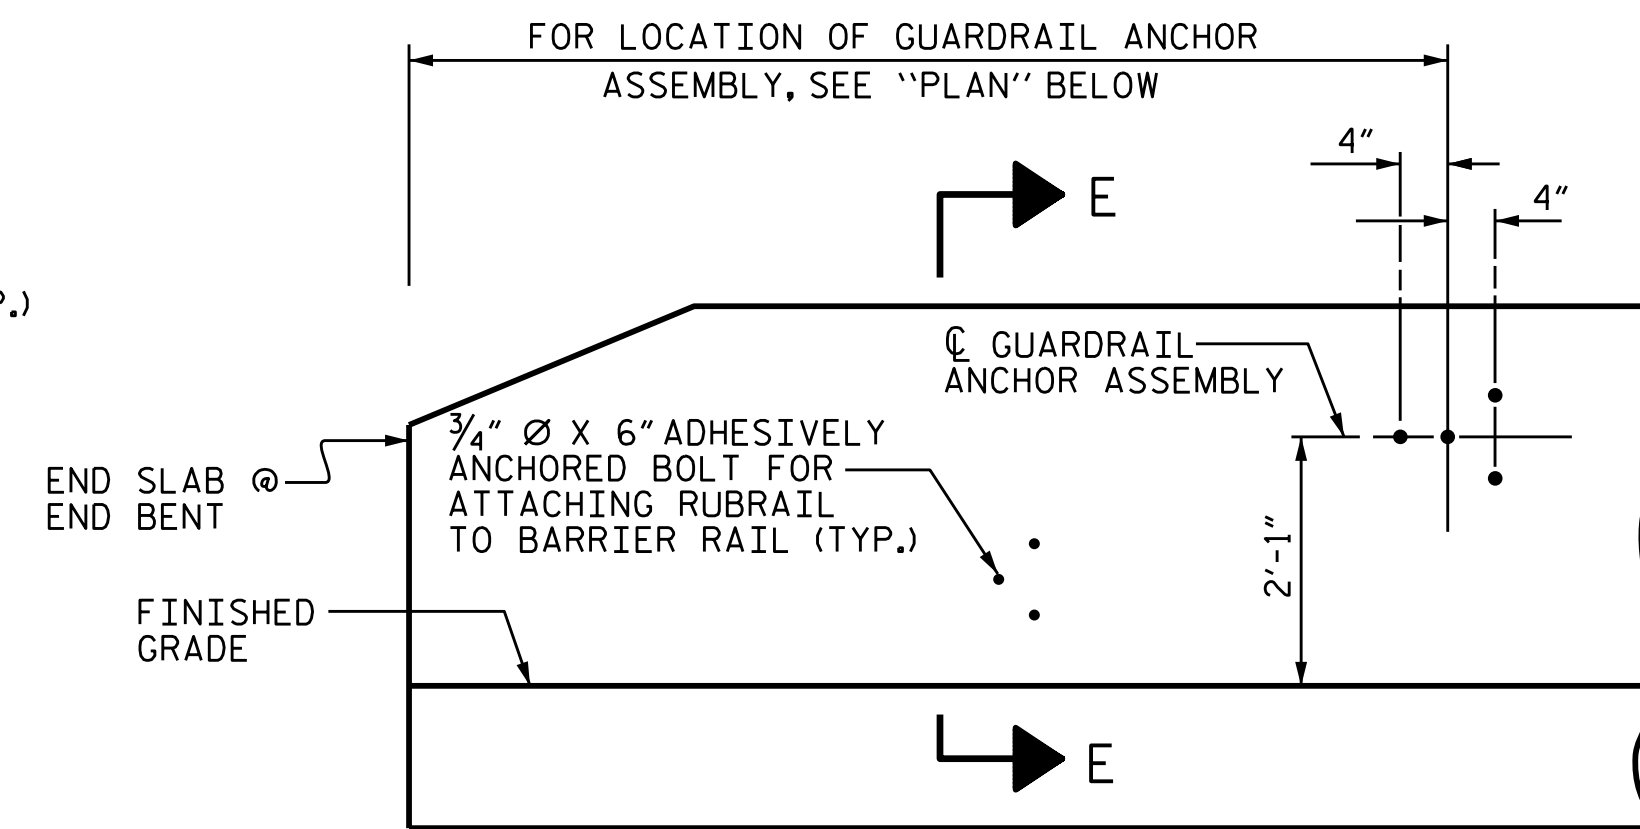 FOR LOCATION OF GUARDRAIL ANCHOR
ASSEMBLY, SEE "PLAN" BELOW
4"
4"
E
.)
℄ GUARDRAIL
ANCHOR ASSEMBLY
3/4" Ø X 6" ADHESIVELY
ANCHORED BOLT FOR
ATTACHING RUBRAIL
TO BARRIER RAIL (TYP.)
END SLAB @
END BENT
2'-1"
FINISHED
GRADE
E